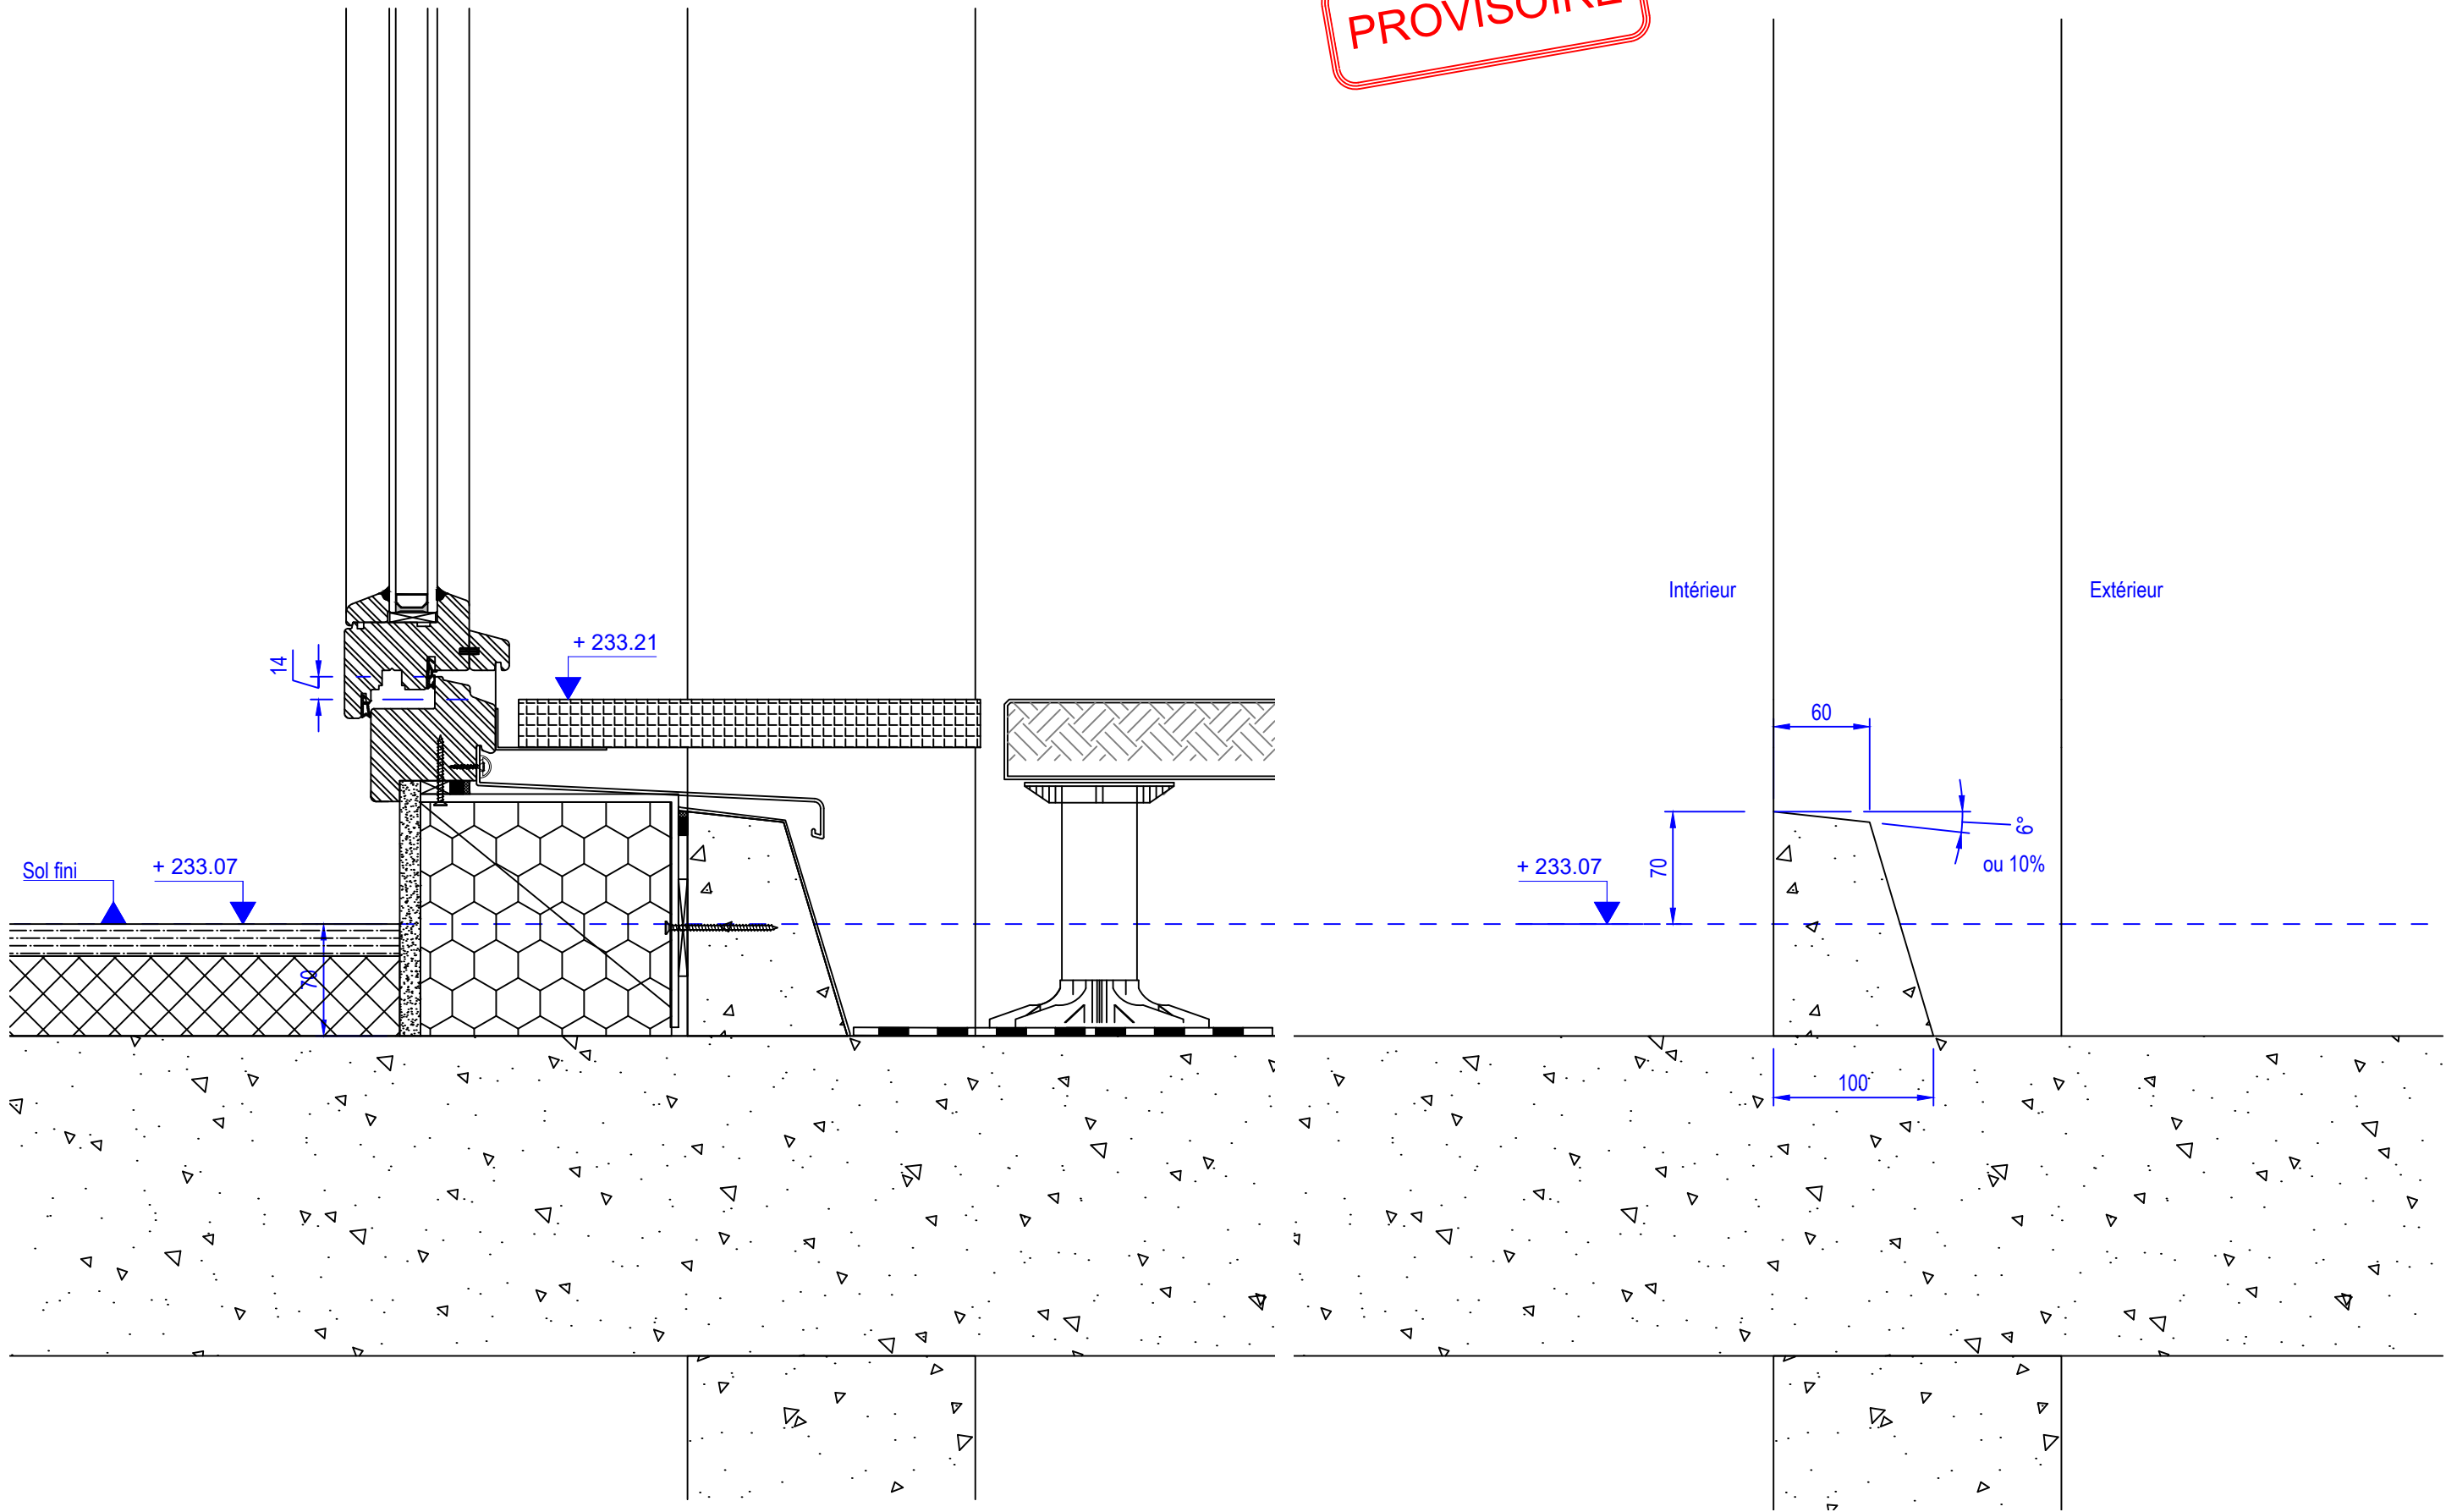 PROVISOIRE
Intérieur
Extérieur
+ 233.21
14
60
6°
ou 10%
70
+ 233.07
Sol fini
+ 233.07
70
100